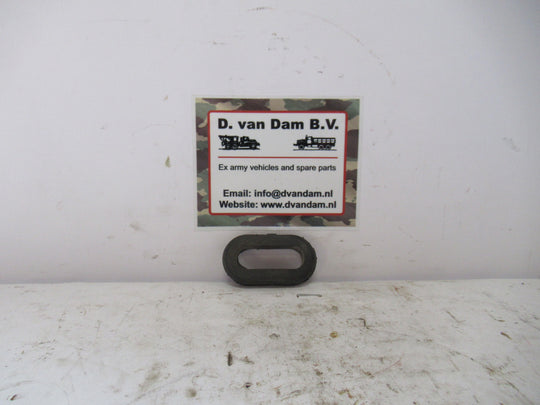 D. van Dam B.V.
Ex army vehicles and spare parts
Email: info@dvandam.nl
Website: www.dvandam.nl